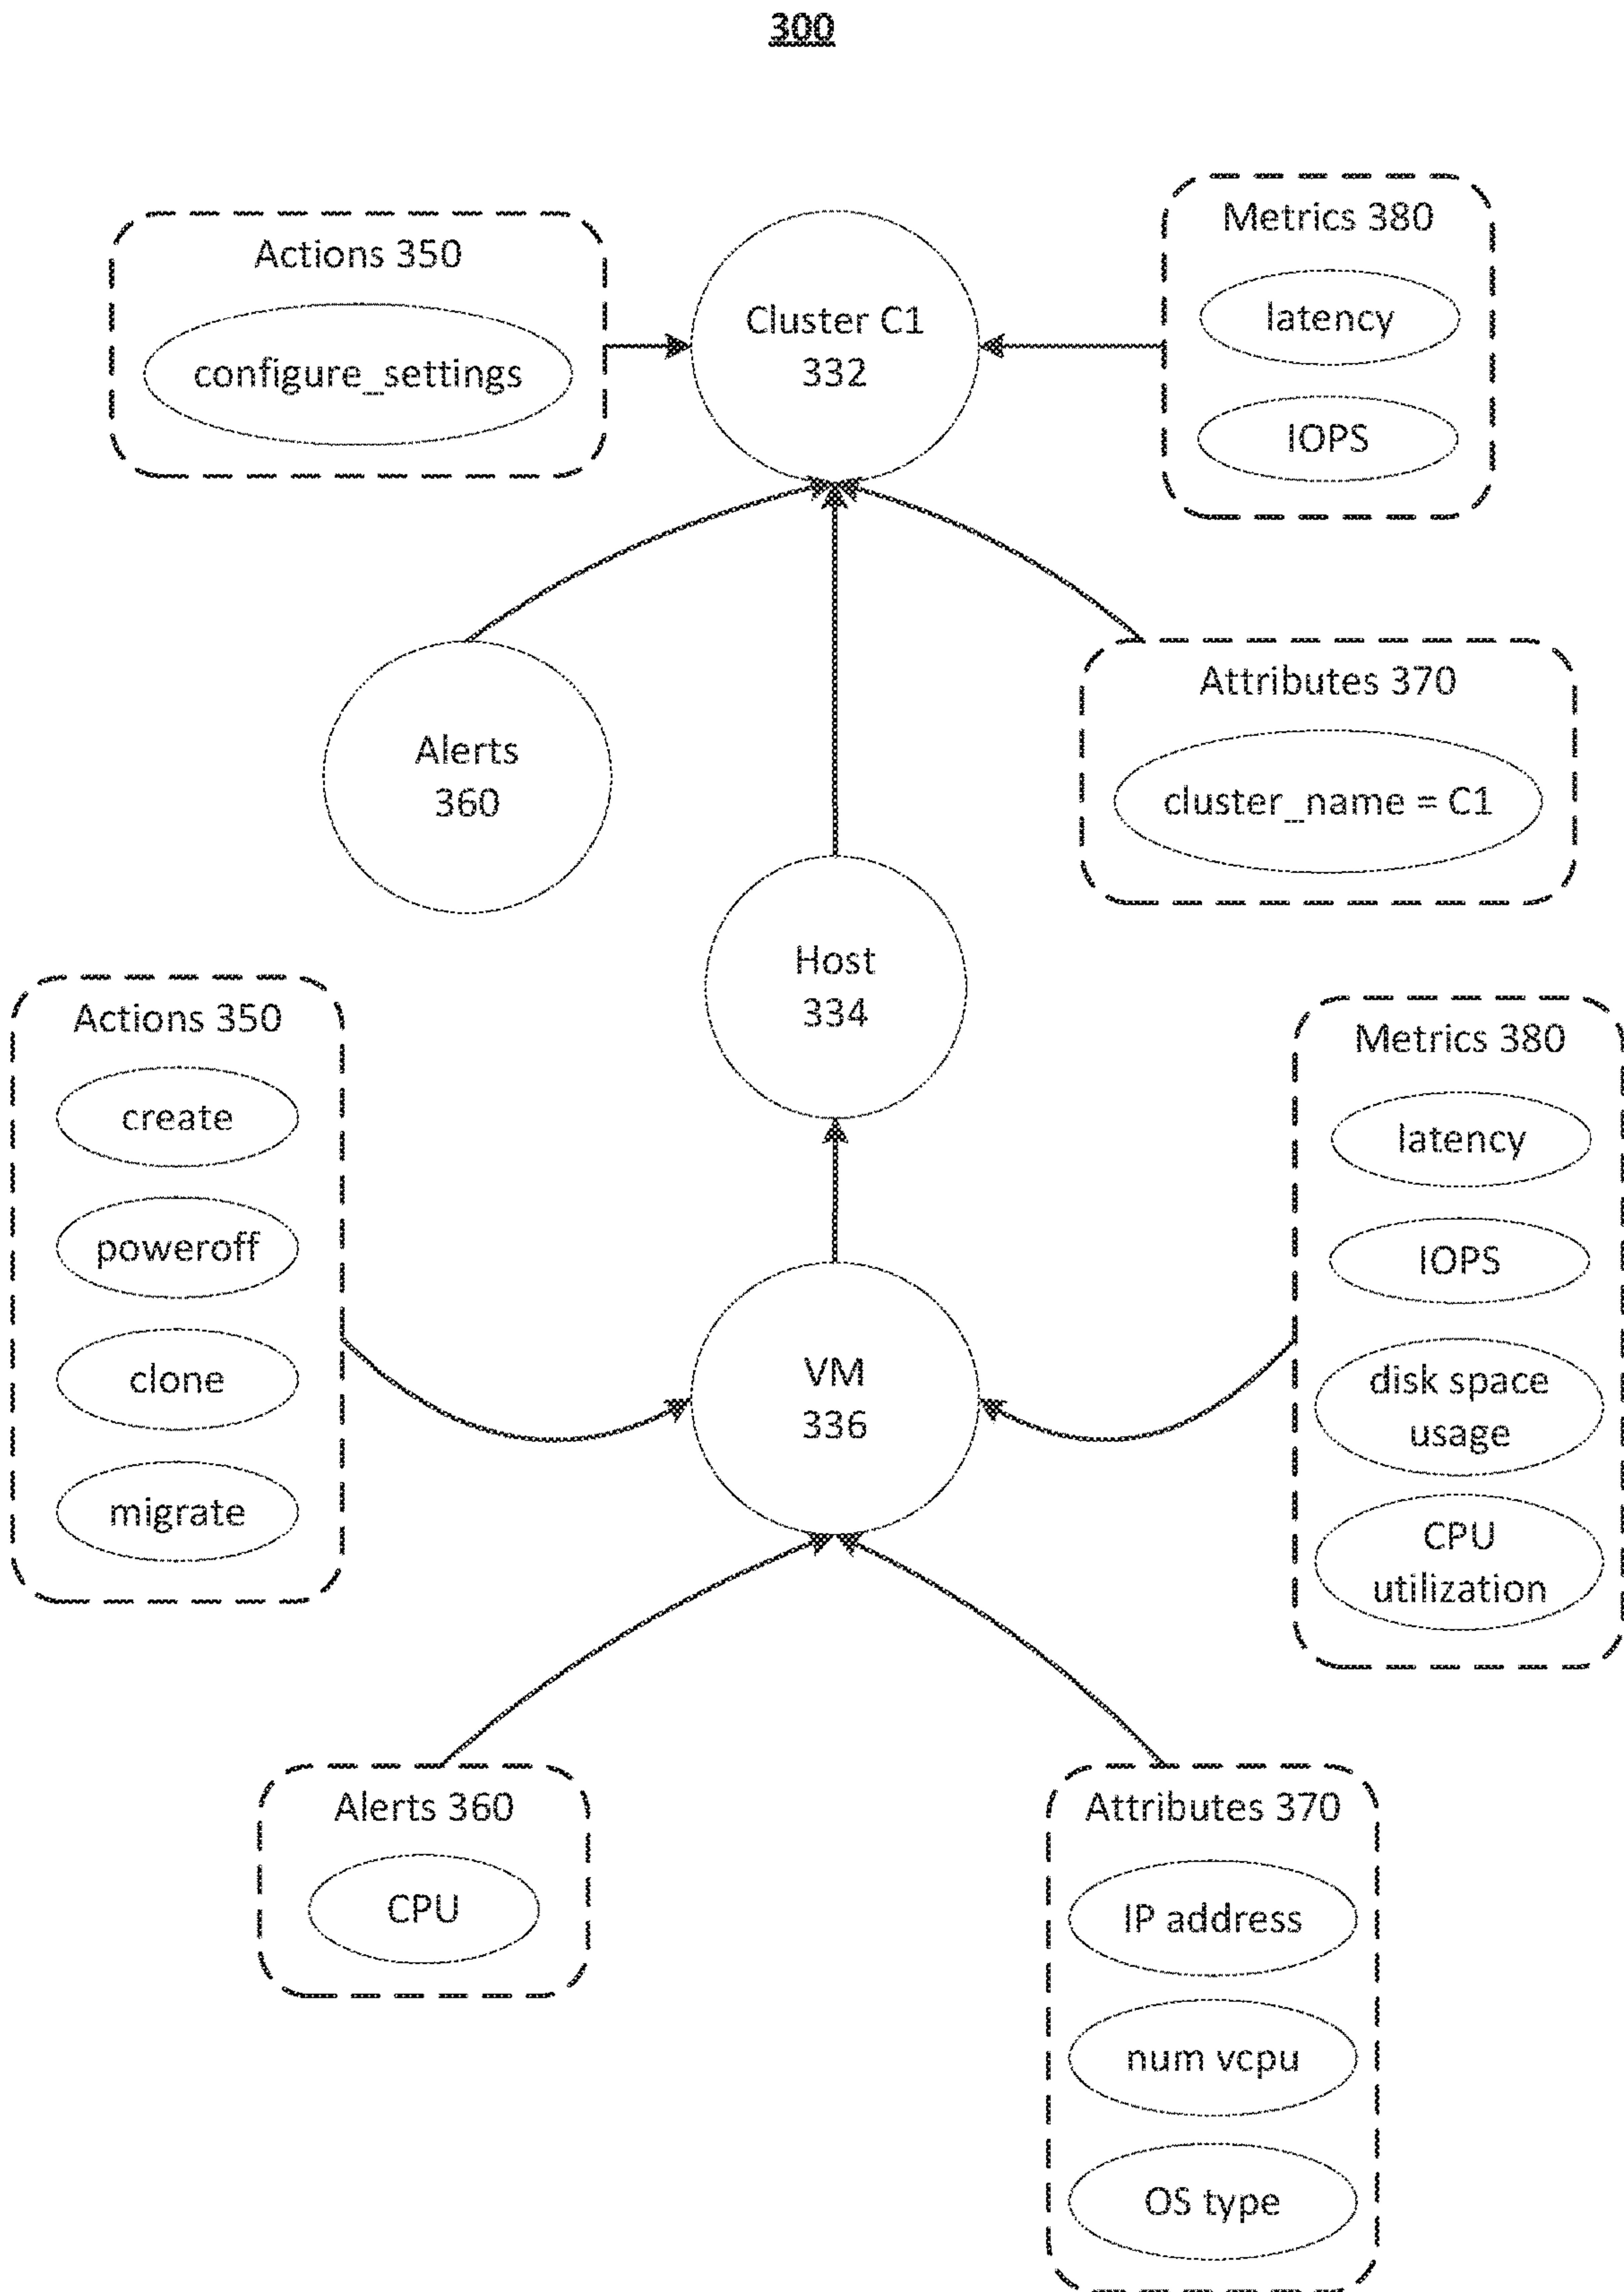 300
Actions 350
configure_settings
Cluster C1
332
Metrics 380
latency
IOPS
Alerts
360
Attributes 370
cluster_name = C1
Host
334
Actions 350
create
poweroff
clone
migrate
VM
336
Metrics 380
latency
IOPS
disk space
usage
CPU
utilization
Alerts 360
CPU
Attributes 370
IP address
num vcpu
OS type